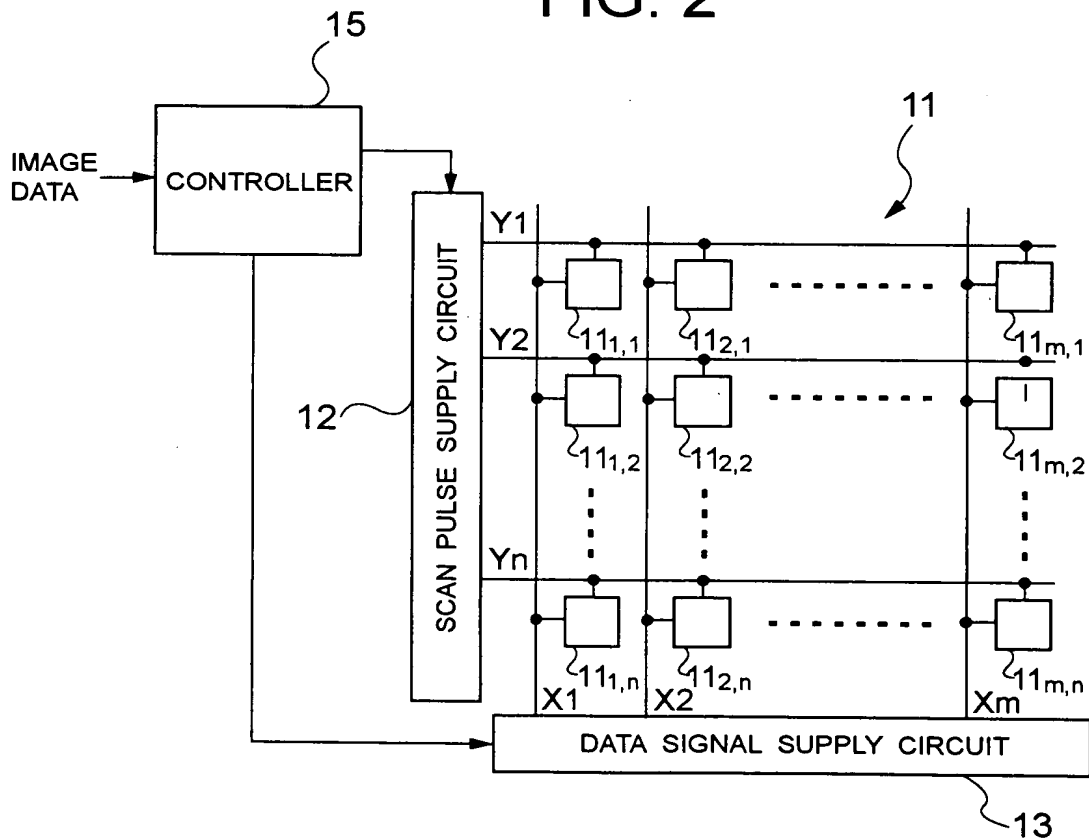 FIG. 2
15
11
IMAGE
DATA
CONTROLLER
SCAN PULSE SUPPLY CIRCUIT
12
Y1
11₁,₁
11₂,₁
11ₘ,₁
Y2
11₁,₂
11₂,₂
11ₘ,₂
Yn
11₁,ₙ
11₂,ₙ
11ₘ,ₙ
X1
X2
Xm
DATA SIGNAL SUPPLY CIRCUIT
13